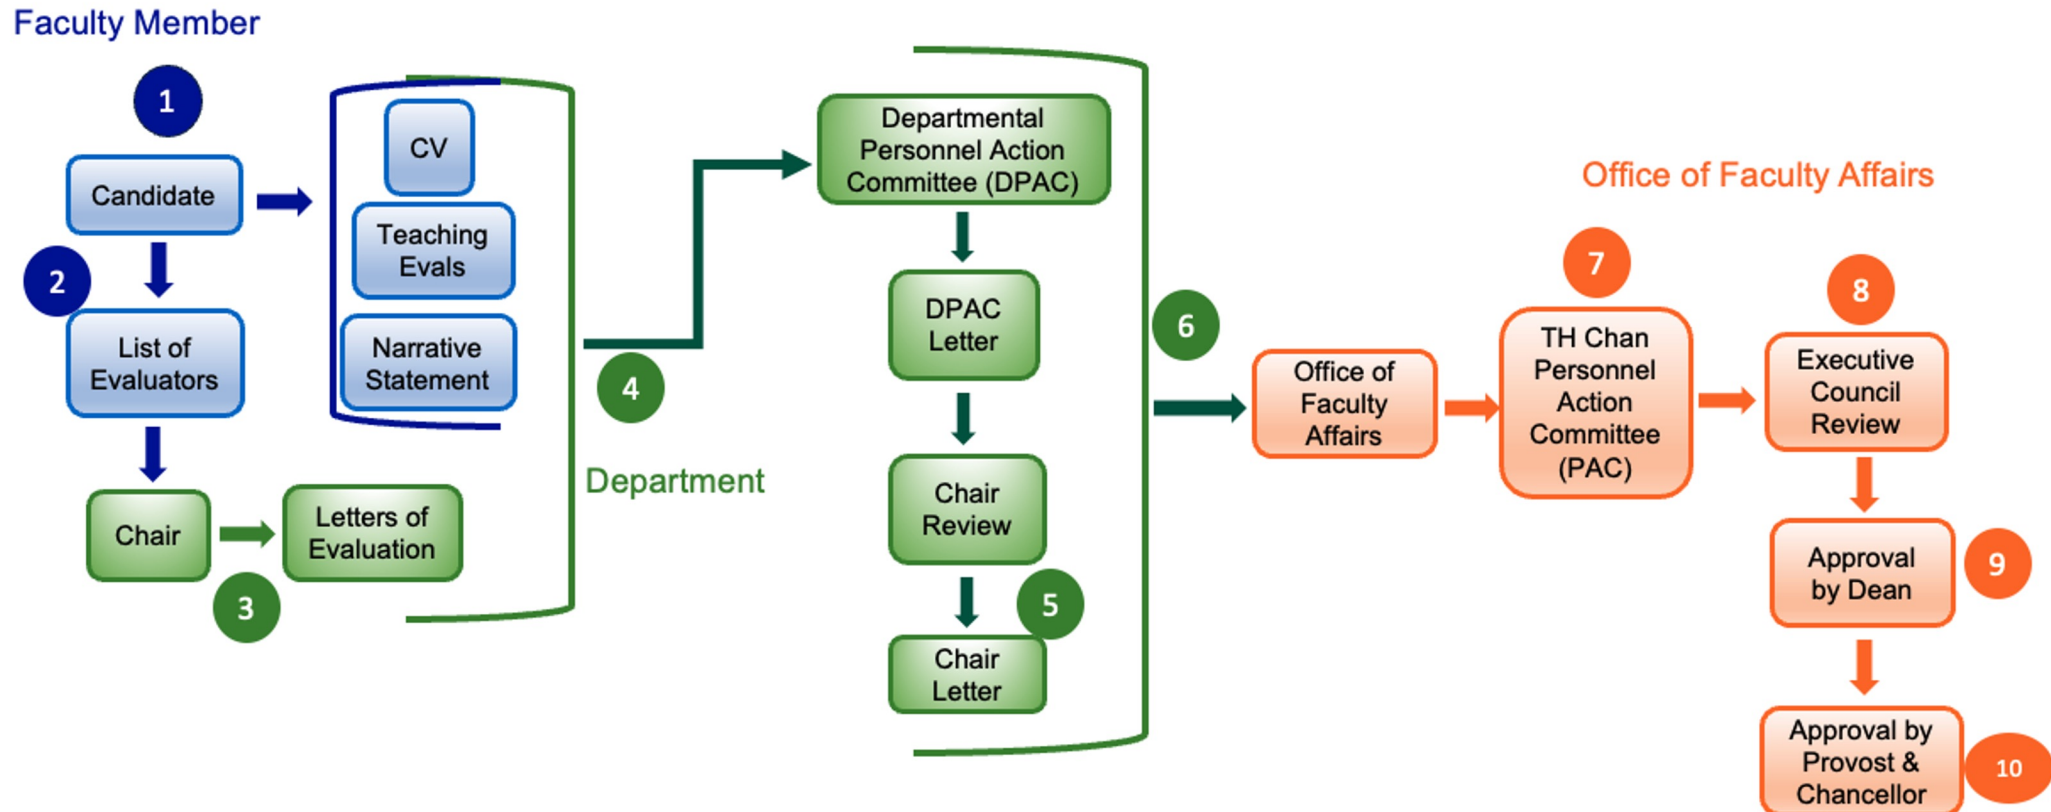 Faculty Member
1
Candidate
2
List of
Evaluators
Chair
3
Letters of
Evaluation
CV
Teaching
Evals
Narrative
Statement
4
Department
Departmental
Personnel Action
Committee (DPAC)
DPAC
Letter
Chair
Review
5
Chair
Letter
6
Office of Faculty Affairs
Office of
Faculty
Affairs
7
TH Chan
Personnel
Action
Committee
(PAC)
8
Executive
Council
Review
Approval
by Dean
9
Approval by
Provost &
Chancellor
10